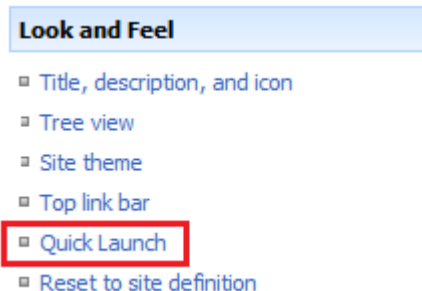 Look and Feel
Title, description, and icon
Tree view
Site theme
Top link bar
Quick Launch
Reset to site definition